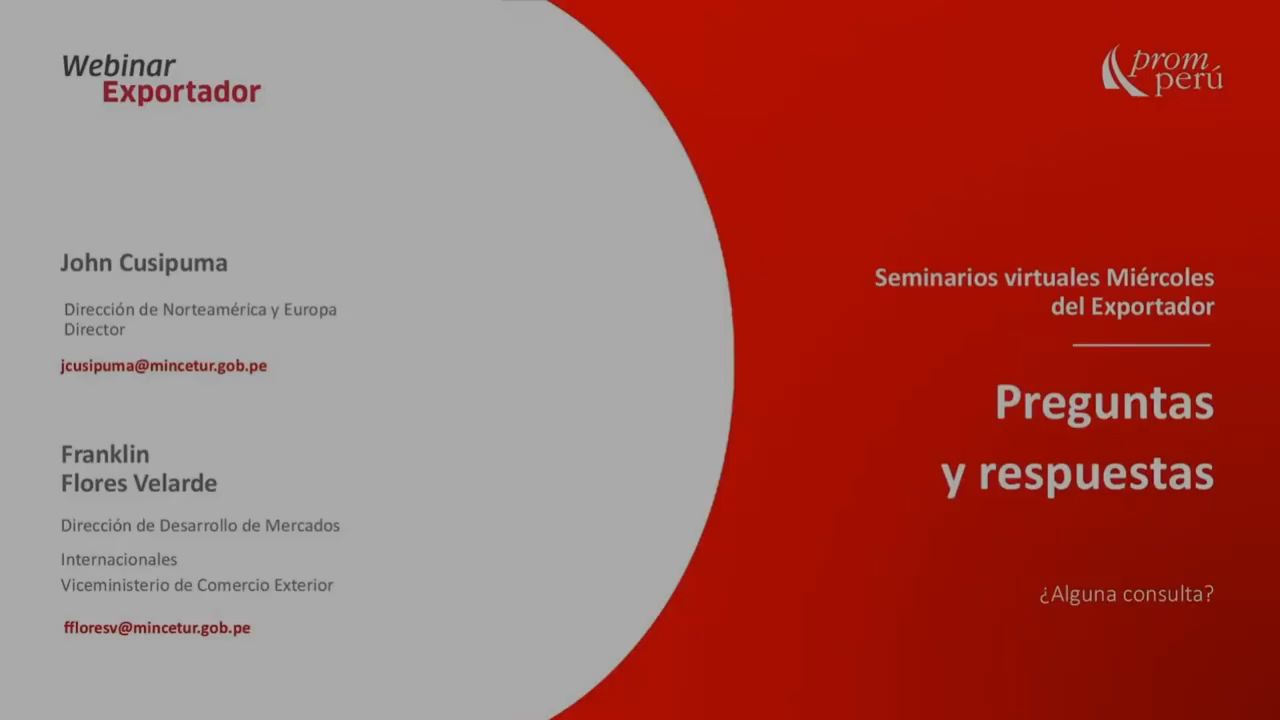 Webinar
Exportador
John Cusipuma
Dirección de Norteamérica y Europa
Director
jcusipuma@mincetur.gob.pe
Franklin
Flores Velarde
Dirección de Desarrollo de Mercados
Internacionales
Viceministerio de Comercio Exterior
ffloresv@mincetur.gob.pe
prom
perú
Seminarios virtuales Miércoles
del Exportador
Preguntas
y respuestas
¿Alguna consulta?